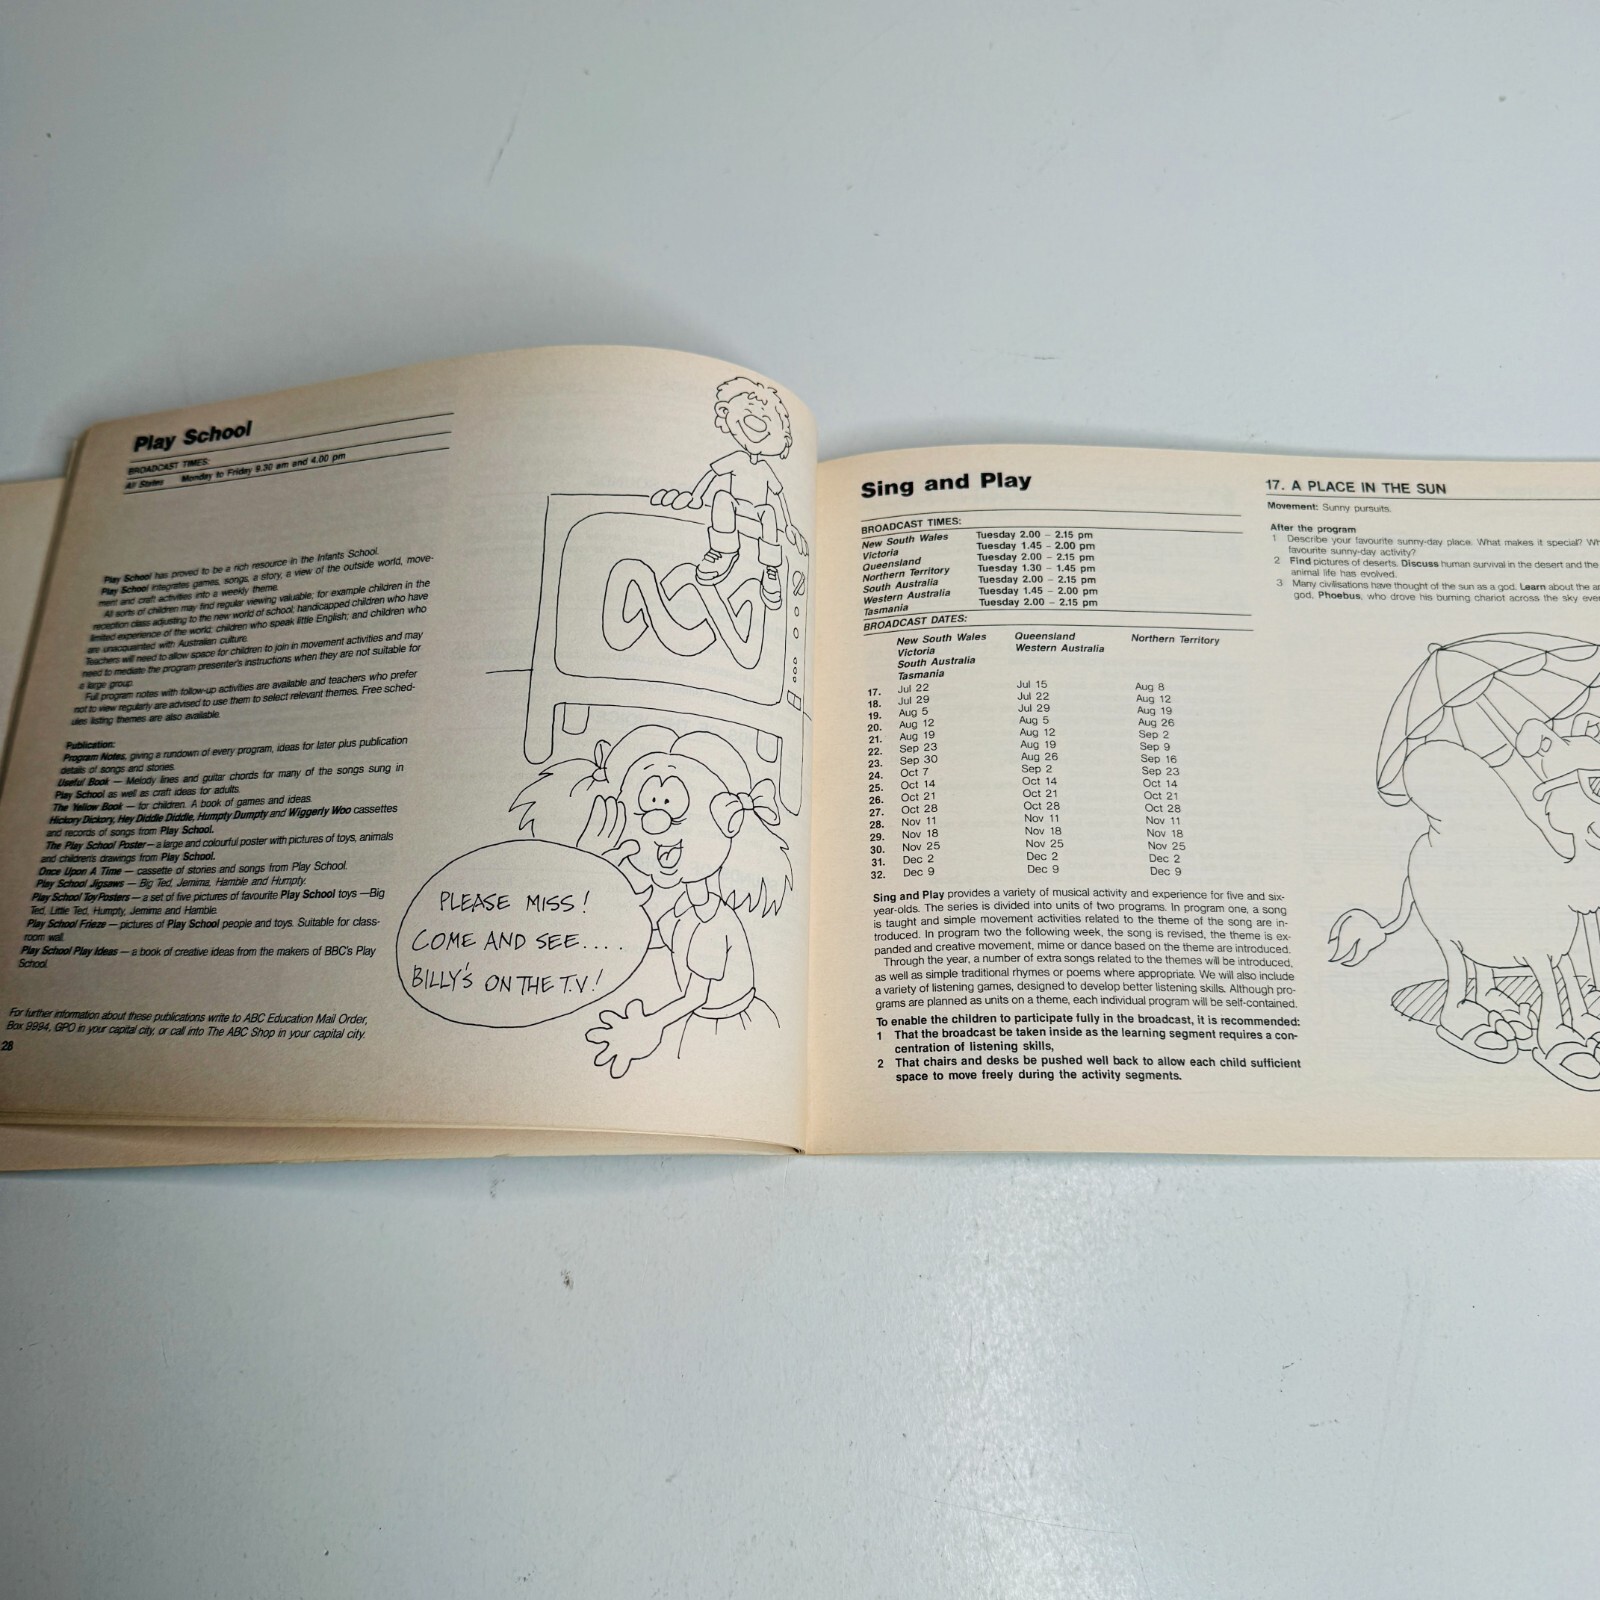 Play School
BROADCAST TIMES:
All States Monday to Friday 9.30 am and 4.00 pm
Play School has proved to be a rich resource in the Infants School.
Play School integrates games, songs, a story, a view of the outside world, move-
ment and craft activities into a weekly theme.
All sorts of children may find regular viewing valuable; for example children in the
reception class adjusting to the new world of school; handicapped children who have
limited experience of the world; children who speak little English; and children who
are unacquainted with Australian culture.
Teachers will need to allow space for children to join in movement activities and may
need to mediate the program presenter's instructions when they are not suitable for
a large group.
Full program notes with follow-up activities are available and teachers who prefer
not to view regularly are advised to use them to select relevant themes. Free sched-
ules listing themes are also available.
Publication:
Program Notes, giving a rundown of every program, ideas for later plus publication
details of songs and stories.
Useful Book — Melody lines and guitar chords for many of the songs sung in
Play School as well as craft ideas for adults.
The Yellow Book — for children. A book of games and ideas.
Hickory Dickory, Hey Diddle Diddle, Humpty Dumpty and Wiggerly Woo cassettes
and records of songs from Play School.
The Play School Poster — a large and colourful poster with pictures of toys, animals
and children's drawings from Play School.
Once Upon A Time — cassette of stories and songs from Play School.
Play School Jigsaws — Big Ted, Jemima, Hamble and Humpty.
Play School Toy Posters — a set of five pictures of favourite Play School toys —Big
Ted, Little Ted, Humpty, Jemima and Hamble.
Play School Frieze — pictures of Play School people and toys. Suitable for class-
room wall.
Play School Play Ideas — a book of creative ideas from the makers of BBC's Play
School.
For further information about these publications write to ABC Education Mail Order,
Box 9994, GPO in your capital city, or call into The ABC Shop in your capital city.
28
PLEASE MISS!
COME AND SEE....
BILLY'S ON THE T.V.!
Sing and Play
BROADCAST TIMES:
New South Wales Tuesday 2.00 – 2.15 pm
Victoria Tuesday 1.45 – 2.00 pm
Queensland Tuesday 2.00 – 2.15 pm
Northern Territory Tuesday 1.30 – 1.45 pm
South Australia Tuesday 2.00 – 2.15 pm
Western Australia Tuesday 1.45 – 2.00 pm
Tasmania Tuesday 2.00 – 2.15 pm
BROADCAST DATES:
New South Wales Queensland Northern Territory
Victoria Western Australia
South Australia
Tasmania
17. Jul 22 Jul 15 Aug 8
18. Jul 29 Jul 22 Aug 12
19. Aug 5 Jul 29 Aug 19
20. Aug 12 Aug 5 Aug 26
21. Aug 19 Aug 12 Sep 2
22. Sep 23 Aug 19 Sep 9
23. Sep 30 Aug 26 Sep 16
24. Oct 7 Sep 2 Sep 23
25. Oct 14 Oct 14 Oct 14
26. Oct 21 Oct 21 Oct 21
27. Oct 28 Oct 28 Oct 28
28. Nov 11 Nov 11 Nov 11
29. Nov 18 Nov 18 Nov 18
30. Nov 25 Nov 25 Nov 25
31. Dec 2 Dec 2 Dec 2
32. Dec 9 Dec 9 Dec 9
Sing and Play provides a variety of musical activity and experience for five and six-
year-olds. The series is divided into units of two programs. In program one, a song
is taught and simple movement activities related to the theme of the song are in-
troduced. In program two the following week, the song is revised, the theme is ex-
panded and creative movement, mime or dance based on the theme are introduced.
Through the year, a number of extra songs related to the themes will be introduced,
as well as simple traditional rhymes or poems where appropriate. We will also include
a variety of listening games, designed to develop better listening skills. Although pro-
grams are planned as units on a theme, each individual program will be self-contained.
To enable the children to participate fully in the broadcast, it is recommended:
1 That the broadcast be taken inside as the learning segment requires a con-
centration of listening skills,
2 That chairs and desks be pushed well back to allow each child sufficient
space to move freely during the activity segments.
17. A PLACE IN THE SUN
Movement: Sunny pursuits.
After the program
1 Describe your favourite sunny-day place. What makes it special?
favourite sunny-day activity?
2 Find pictures of deserts. Discuss human survival in the desert and the
animal life has evolved.
3 Many civilisations have thought of the sun as a god. Learn about the
god, Phoebus, who drove his burning chariot across the sky